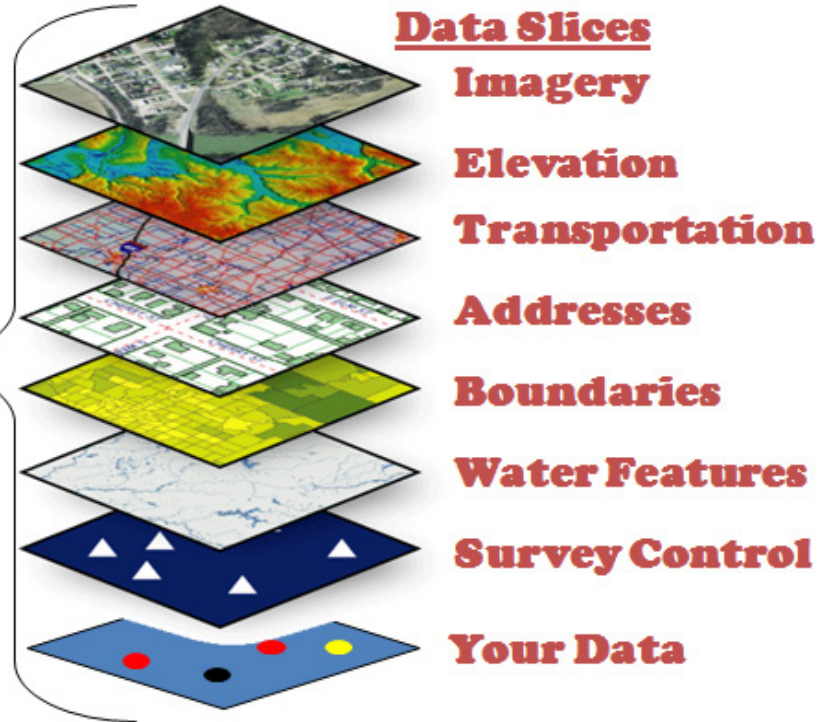 Data Slices
Imagery
Elevation
Transportation
Addresses
Boundaries
Water Features
Survey Control
Your Data